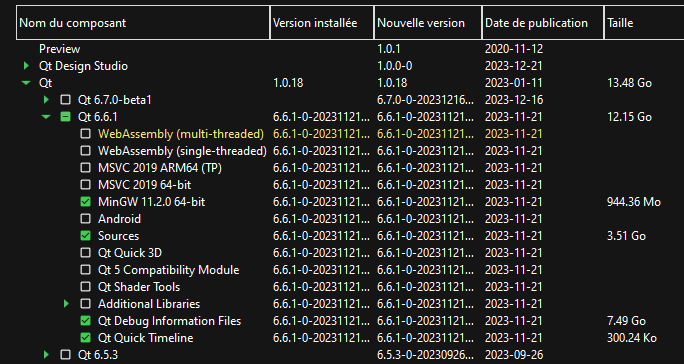 Nom du composant Version installée Nouvelle version Date de publication Taille
Preview 1.0.1 2020-11-12
Qt Design Studio 1.0.0-0 2023-12-21
Qt 1.0.18 1.0.18 2023-01-11 13.48 Go
Qt 6.7.0-beta1 6.7.0-0-20231216... 2023-12-16
Qt 6.6.1 6.6.1-0-20231121... 6.6.1-0-20231121... 2023-11-21 12.15 Go
WebAssembly (multi-threaded) 6.6.1-0-20231121... 6.6.1-0-20231121... 2023-11-21
WebAssembly (single-threaded) 6.6.1-0-20231121... 6.6.1-0-20231121... 2023-11-21
MSVC 2019 ARM64 (TP) 6.6.1-0-20231121... 6.6.1-0-20231121... 2023-11-21
MSVC 2019 64-bit 6.6.1-0-20231121... 6.6.1-0-20231121... 2023-11-21
MinGW 11.2.0 64-bit 6.6.1-0-20231121... 6.6.1-0-20231121... 2023-11-21 944.36 Mo
Android 6.6.1-0-20231121... 6.6.1-0-20231121... 2023-11-21
Sources 6.6.1-0-20231121... 6.6.1-0-20231121... 2023-11-21 3.51 Go
Qt Quick 3D 6.6.1-0-20231121... 6.6.1-0-20231121... 2023-11-21
Qt 5 Compatibility Module 6.6.1-0-20231121... 6.6.1-0-20231121... 2023-11-21
Qt Shader Tools 6.6.1-0-20231121... 6.6.1-0-20231121... 2023-11-21
Additional Libraries 6.6.1-0-20231121... 6.6.1-0-20231121... 2023-11-21
Qt Debug Information Files 6.6.1-0-20231121... 6.6.1-0-20231121... 2023-11-21 7.49 Go
Qt Quick Timeline 6.6.1-0-20231121... 6.6.1-0-20231121... 2023-11-21 300.24 Ko
Qt 6.5.3 6.5.3-0-20230926... 2023-09-26